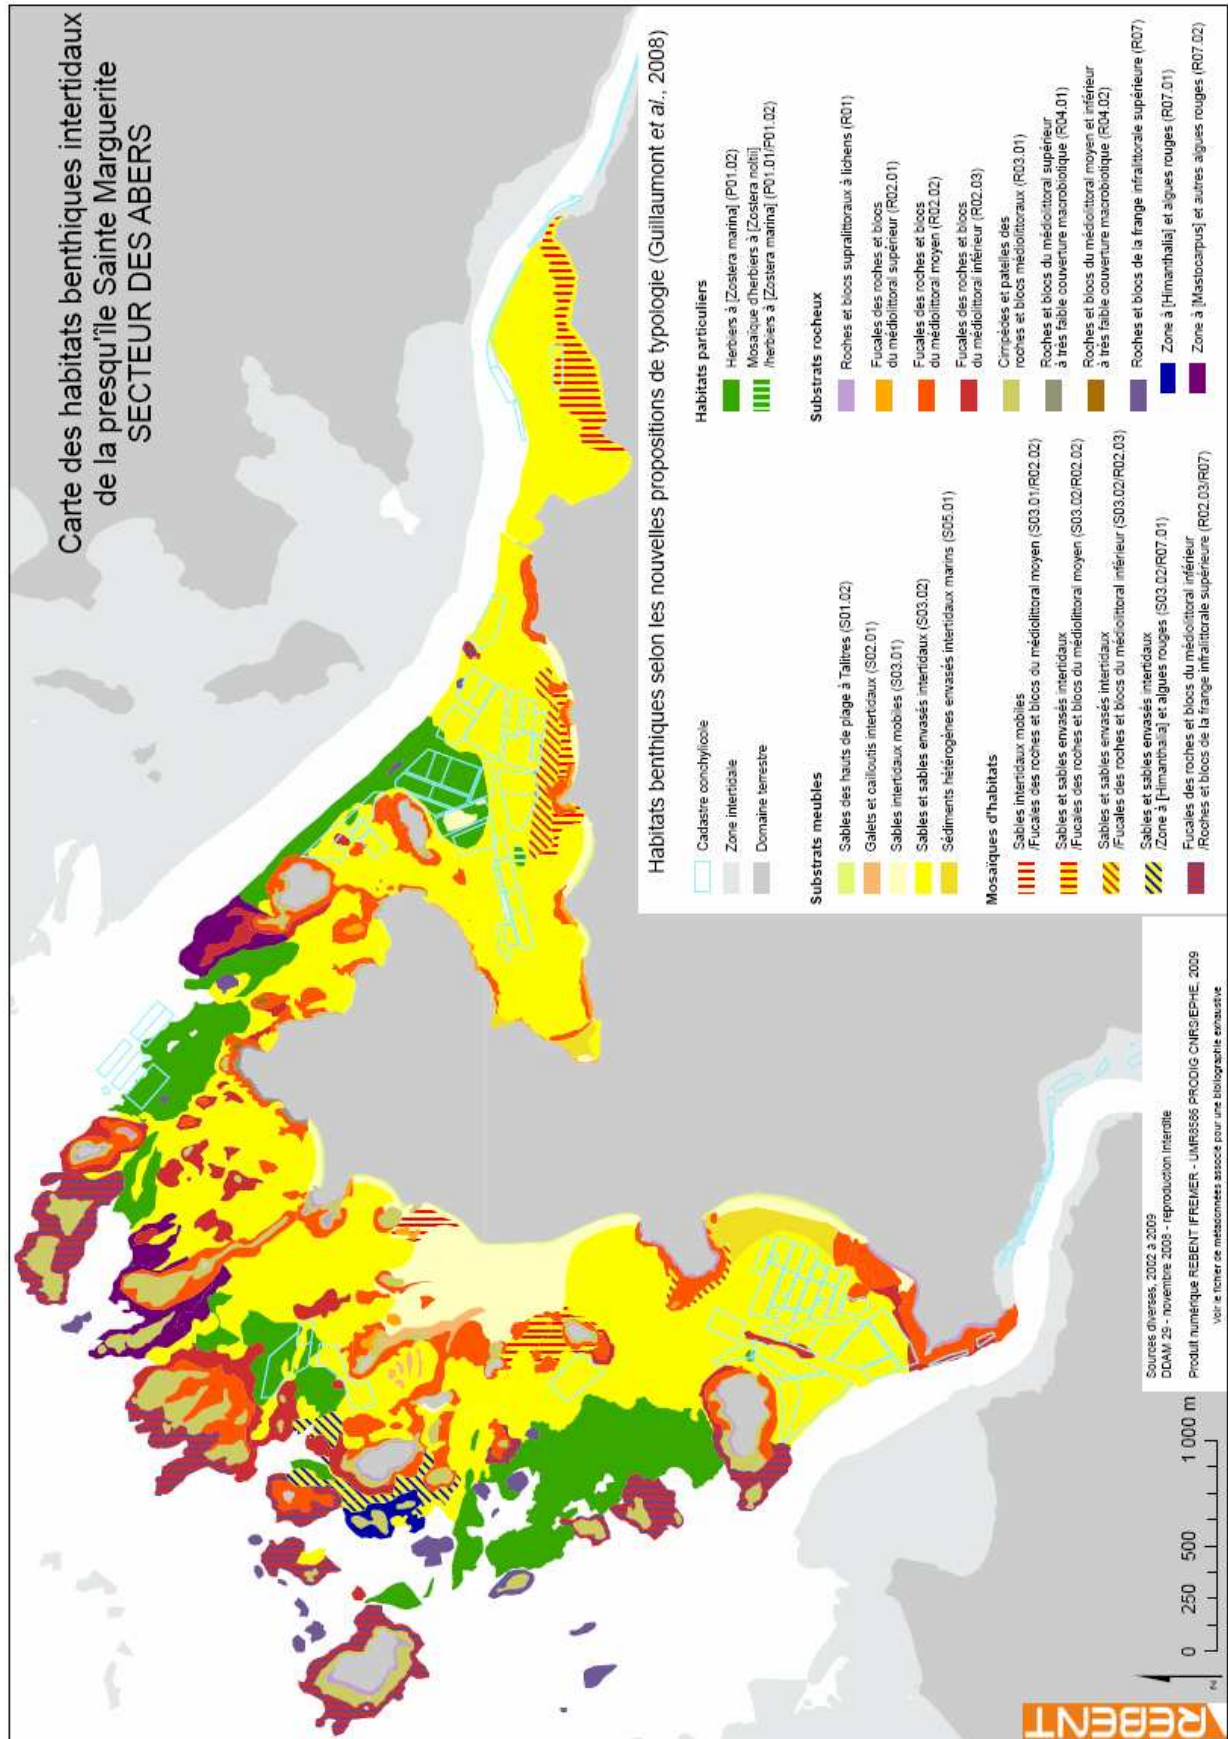 Carte des habitats benthiques intertidaux
de la presqu'île Sainte Marguerite
SECTEUR DES ABERS
Habitats benthiques selon les nouvelles propositions de typologie (Guillaumont et al., 2008)
Cadastre conchylicole
Zone intertidale
Domaine terrestre
Substrats meubles
Sables des hauts de plage à Talitres (S01.02)
Galets et cailloutis intertidaux (S02.01)
Sables intertidaux mobiles (S03.01)
Sables et sables envasés intertidaux (S03.02)
Sédiments hétérogènes envasés intertidaux marins (S05.01)
Mosaïques d'habitats
Sables intertidaux mobiles
/Fucales des roches et blocs du médiolittoral moyen (S03.01/R02.02)
Sables et sables envasés intertidaux
/Fucales des roches et blocs du médiolittoral moyen (S03.02/R02.02)
Sables et sables envasés intertidaux
/Fucales des roches et blocs du médiolittoral inférieur (S03.02/R02.03)
Sables et sables envasés intertidaux
/Zone à [Himanthalia] et algues rouges (S03.02/R07.01)
Fucales des roches et blocs du médiolittoral inférieur
/Roches et blocs de la frange infralittorale supérieure (R02.03/R07)
Habitats particuliers
Herbiers à [Zostera marina] (P01.02)
Mosaïque d'herbiers à [Zostera noltii]
/herbiers à [Zostera marina] (P01.01/P01.02)
Substrats rocheux
Roches et blocs supralittoraux à lichens (R01)
Fucales des roches et blocs
du médiolittoral supérieur (R02.01)
Fucales des roches et blocs
du médiolittoral moyen (R02.02)
Fucales des roches et blocs
du médiolittoral inférieur (R02.03)
Cirripèdes et patelles des
roches et blocs médiolittoraux (R03.01)
Roches et blocs du médiolittoral supérieur
à très faible couverture macrobiotique (R04.01)
Roches et blocs du médiolittoral moyen et inférieur
à très faible couverture macrobiotique (R04.02)
Roches et blocs de la frange infralittorale supérieure (R07)
Zone à [Himanthalia] et algues rouges (R07.01)
Zone à [Mastocarpus] et autres algues rouges (R07.02)
Sources diverses, 2002 à 2009
DDAM 29 - novembre 2008 - reproduction interdite
Produit numérique REBENT IFREMER - UMR8586 PRODIG CNRS/EPHE, 2009
voir le fichier de métadonnées associé pour une bibliographie exhaustive
0 250 500 1 000 m
N
REBENT